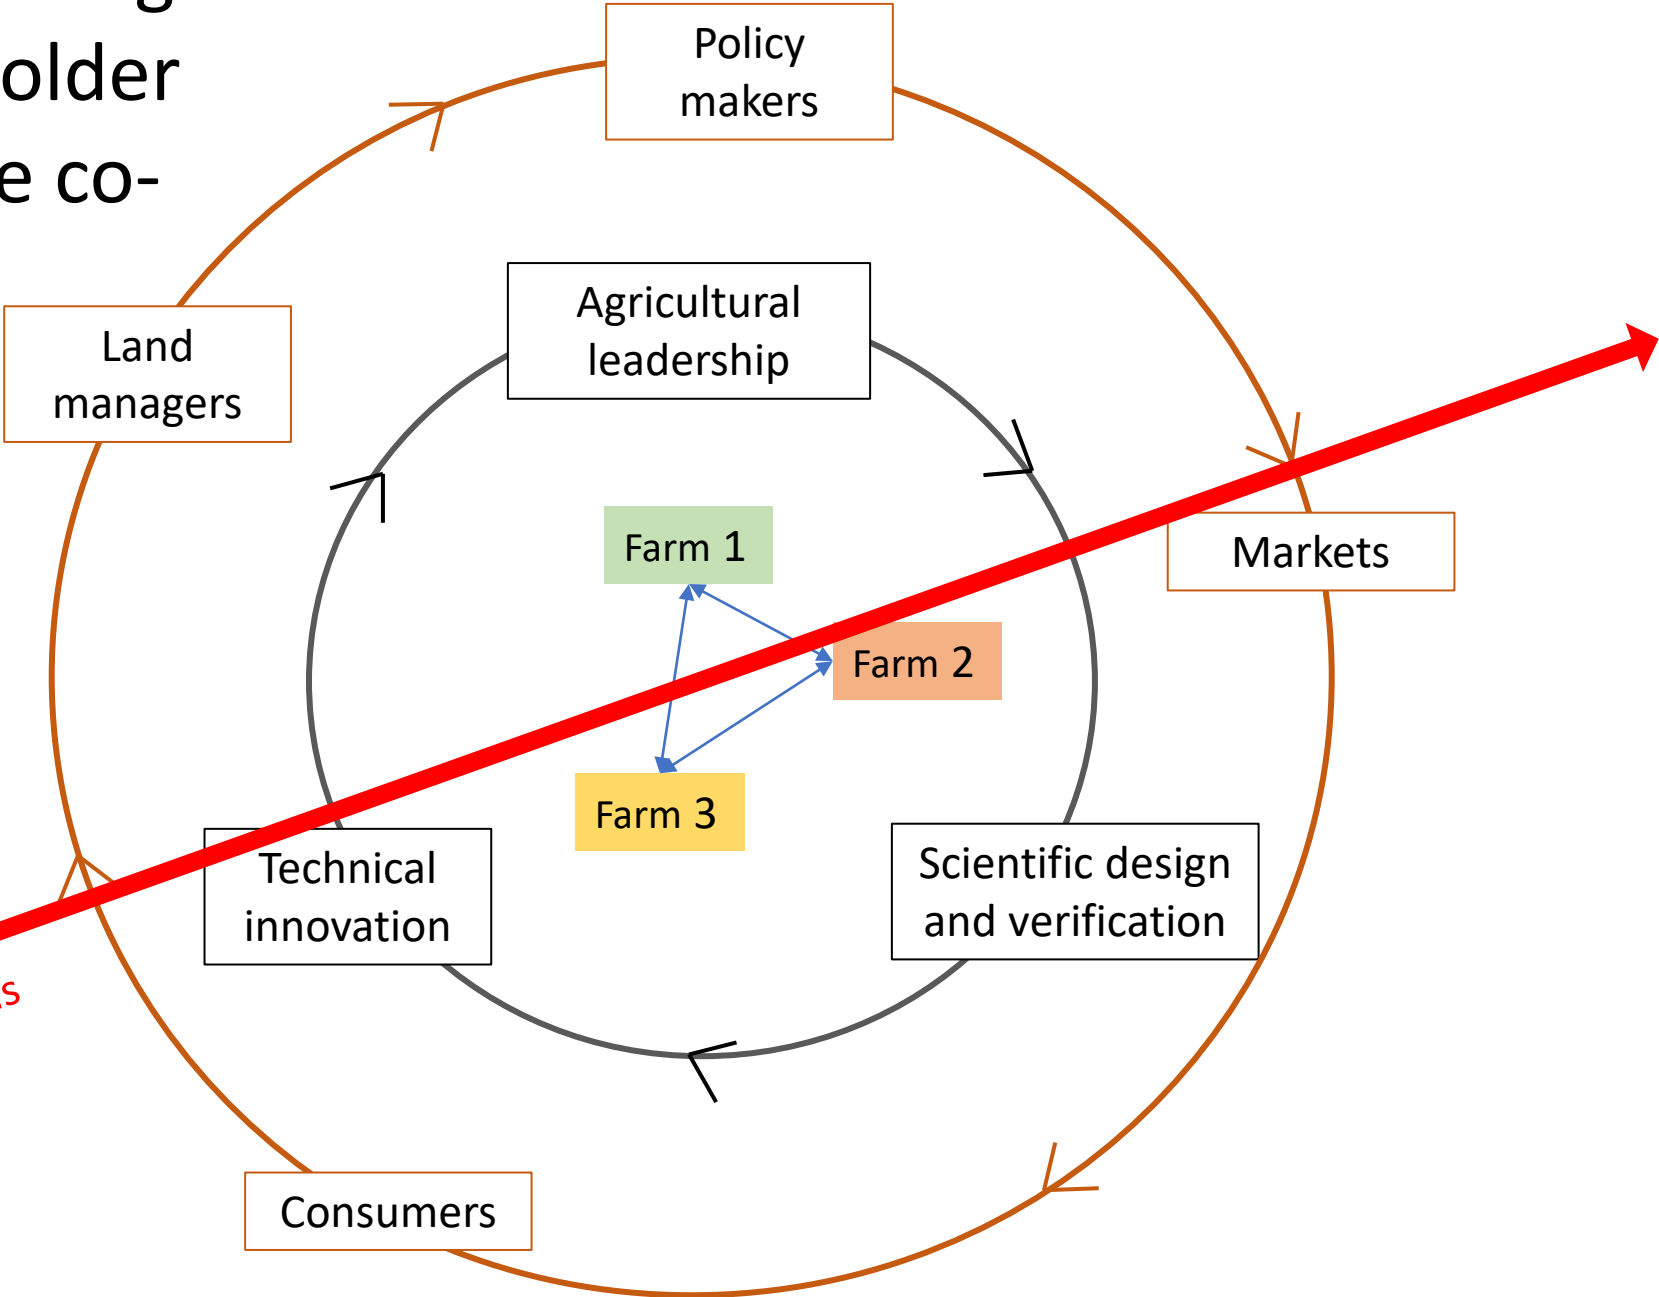 older
co-
Policy
makers
Agricultural
leadership
Land
managers
Farm 1
Markets
Farm 2
Farm 3
Technical
innovation
Scientific design
and verification
Consumers